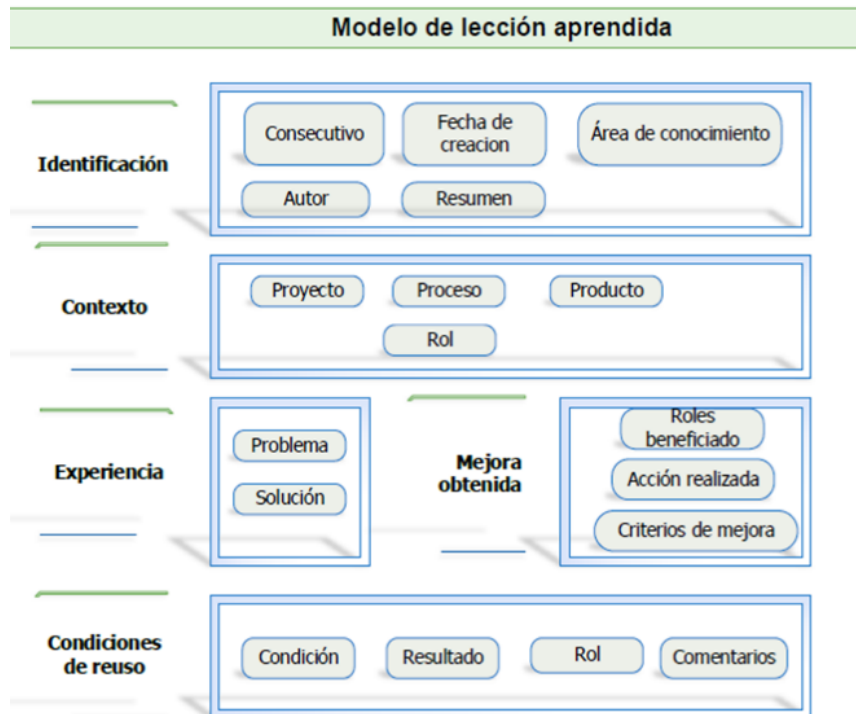 Modelo de lección aprendida
Identificación
Consecutivo
Fecha de
creacion
Área de conocimiento
Autor
Resumen
Contexto
Proyecto
Proceso
Producto
Rol
Experiencia
Problema
Solución
Mejora
obtenida
Roles
beneficiado
Acción realizada
Criterios de mejora
Condiciones
de reuso
Condición
Resultado
Rol
Comentarios